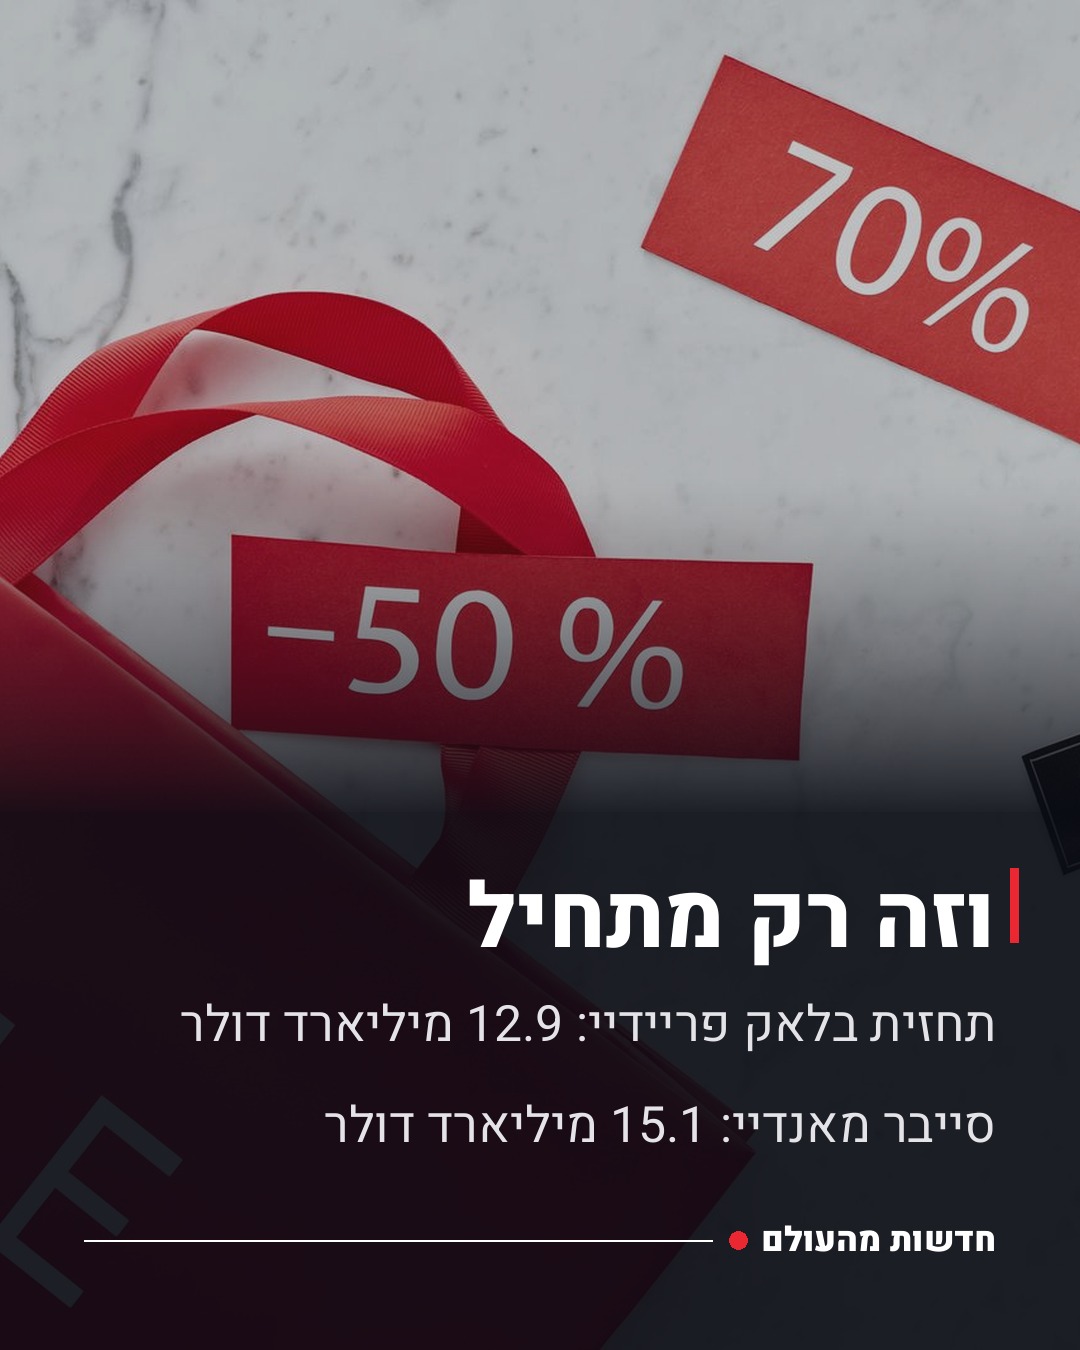 70%
-50 %
E
וזה רק מתחיל
תחזית בלאק פריידיי: 12.9 מיליארד דולר
סייבר מאנדיי: 15.1 מיליארד דולר
חדשות מהעולם